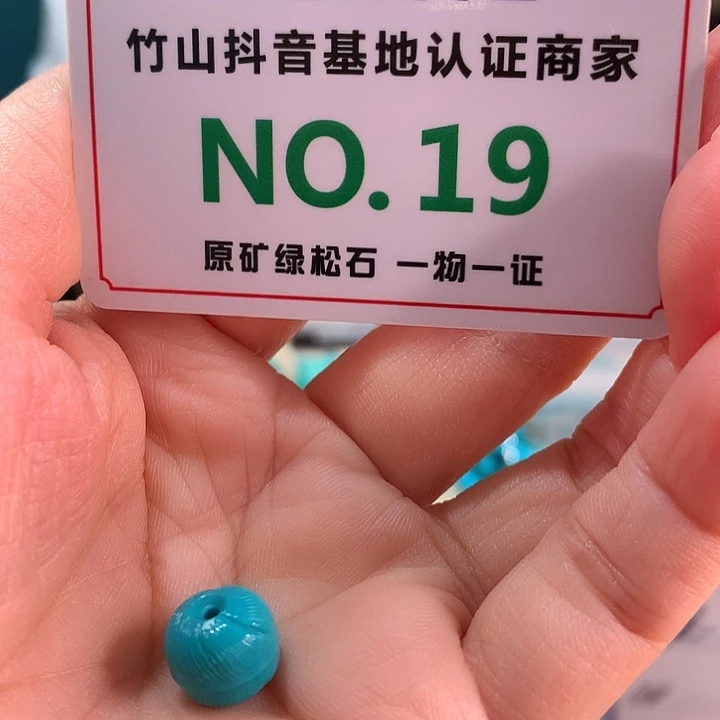 竹山抖音基地认证商家
NO.19
原矿绿松石 一物一证